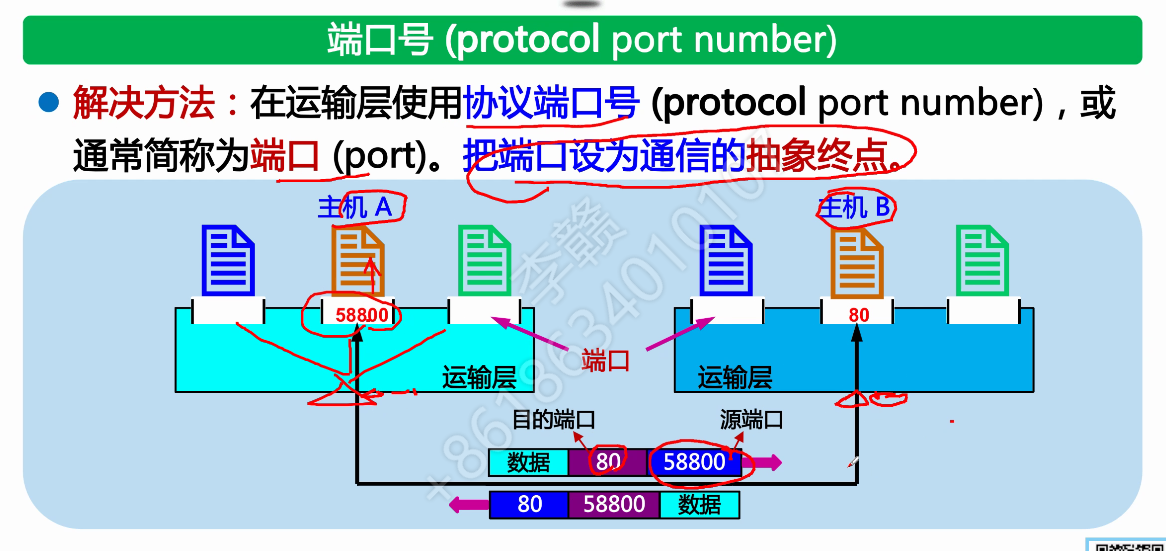 端口号 (protocol port number)
解决方法：在运输层使用协议端口号 (protocol port number)，或
通常简称为端口 (port)。把端口设为通信的抽象终点。
主机 A
主机 B
58800
80
端口
运输层
运输层
目的端口
源端口
数据 80 58800
80 58800 数据
李赣